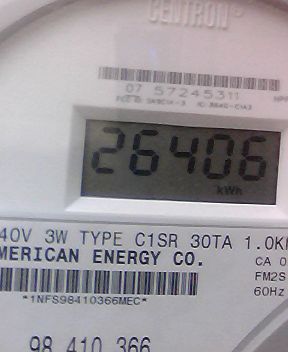 CENTRON
07 57245311
26406
kWh
40V 3W TYPE C1SR 30TA 1.0K
MERICAN ENERGY CO.
CA 0
FM2S
60Hz
*1NFS98410366MEC*
98 410 366